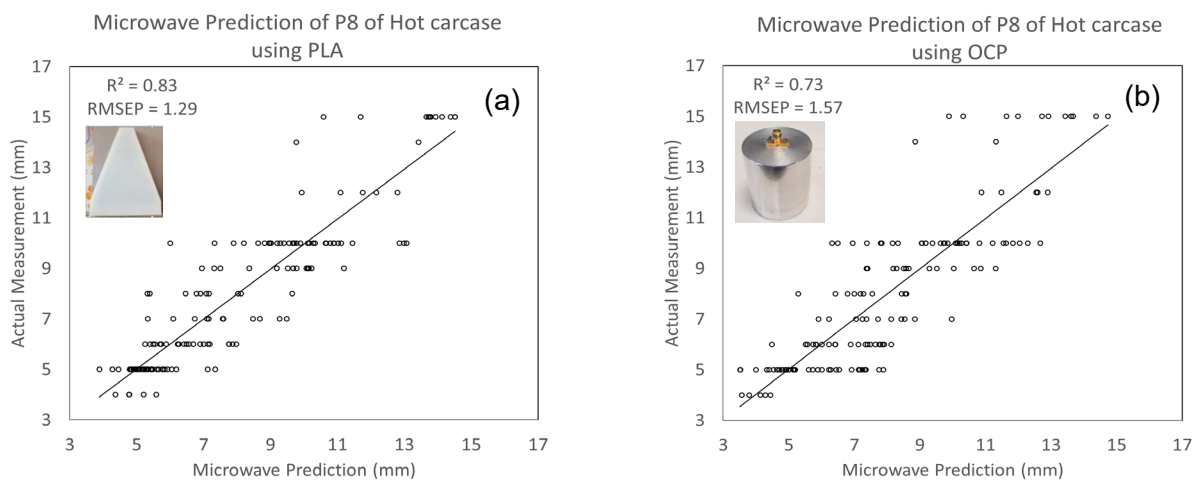 Microwave Prediction of P8 of Hot carcase
using PLA
17
R² = 0.83
RMSEP = 1.29
(a)
15
13
11
9
7
5
3
Actual Measurement (mm)
3 5 7 9 11 13 15 17
Microwave Prediction (mm)
Microwave Prediction of P8 of Hot carcase
using OCP
17
R² = 0.73
RMSEP = 1.57
(b)
15
13
11
9
7
5
3
Actual Measurement (mm)
3 5 7 9 11 13 15 17
Microwave Prediction (mm)